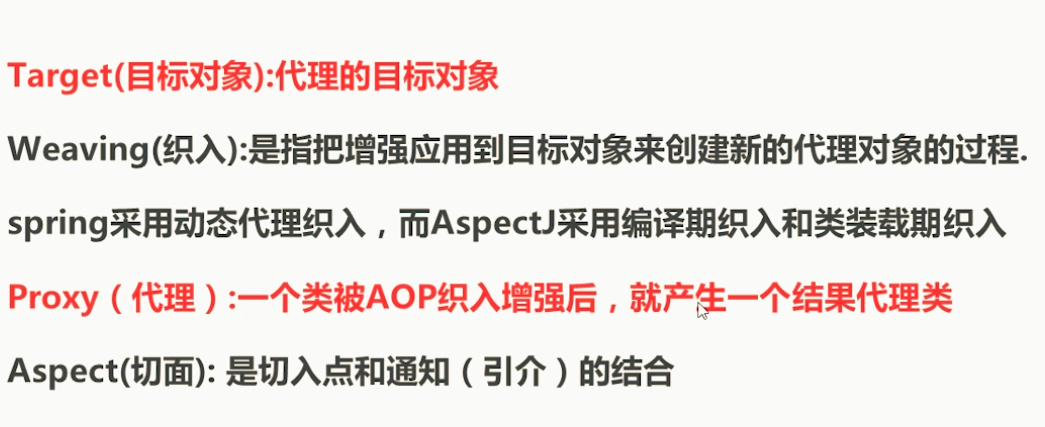 Target(目标对象):代理的目标对象
Weaving(织入):是指把增强应用到目标对象来创建新的代理对象的过程.
spring采用动态代理织入，而AspectJ采用编译期织入和类装载期织入
Proxy（代理）:一个类被AOP织入增强后，就产生一个结果代理类
Aspect(切面): 是切入点和通知（引介）的结合